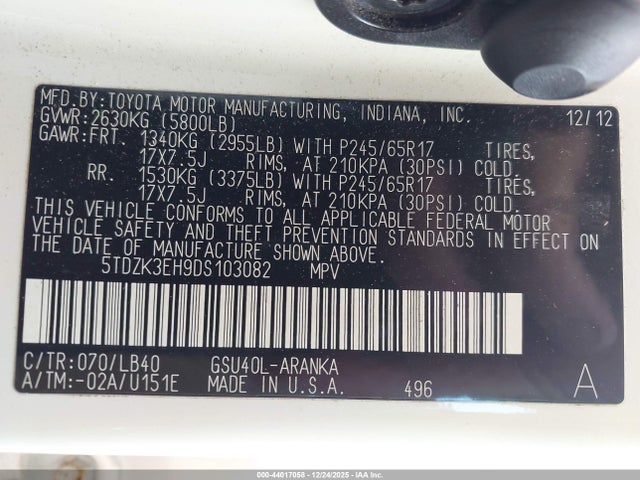 MFD.BY:TOYOTA MOTOR MANUFACTURING, INDIANA, INC. 12/12
GVWR:2630KG (5800LB)
GAWR:FRT. 1340KG (2955LB) WITH P245/65R17 TIRES,
17X7.5J RIMS, AT 210KPA (30PSI) COLD.
RR. 1530KG (3375LB) WITH P245/65R17 TIRES,
17X7.5J RIMS, AT 210KPA (30PSI) COLD.
THIS VEHICLE CONFORMS TO ALL APPLICABLE FEDERAL MOTOR
VEHICLE SAFETY AND THEFT PREVENTION STANDARDS IN EFFECT ON
THE DATE OF MANUFACTURE SHOWN ABOVE.
5TDZK3EH9DS103082 MPV
C/TR:070/LB40 GSU40L-ARANKA
A/TM:-02A/U151E MADE IN U.S.A. 496 A
000-44017058 - 12/24/2025 - IAA Inc.